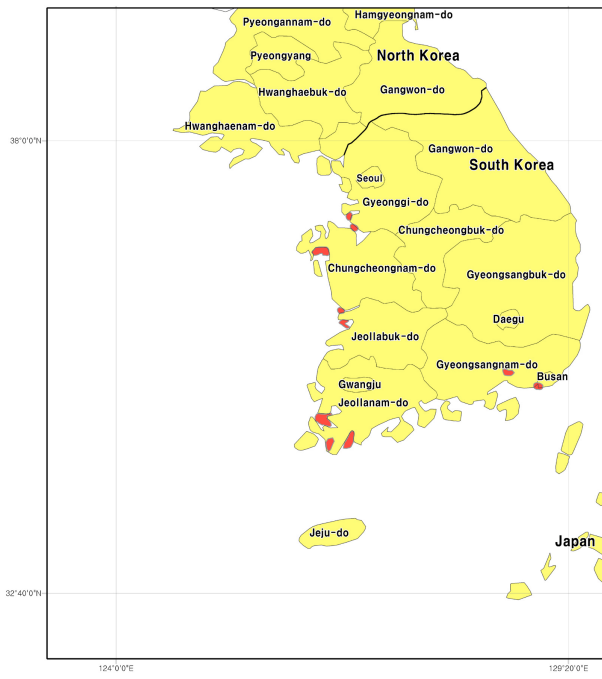 Hamgyeongnam-do
Pyeongannam-do
Pyeongyang
North Korea
Hwanghaebuk-do
Gangwon-do
Hwanghaenam-do
38°0'0"N
Gangwon-do
South Korea
Seoul
Gyeonggi-do
Chungcheongbuk-do
Chungcheongnam-do
Gyeongsangbuk-do
Daegu
Jeollabuk-do
Gyeongsangnam-do
Busan
Gwangju
Jeollanam-do
Jeju-do
Japan
32°40'0"N
124°0'0"E
129°20'0"E